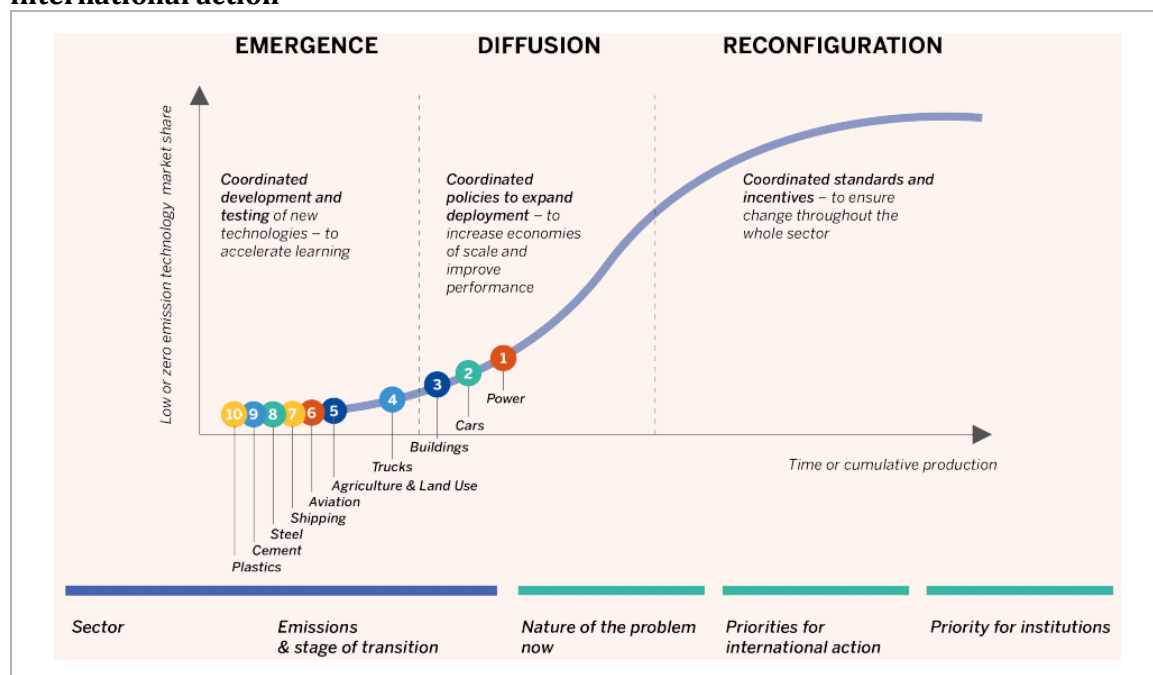 international action
EMERGENCE
DIFFUSION
RECONFIGURATION
Low or zero emission technology market share
Coordinated
development and
testing of new
technologies – to
accelerate learning
Coordinated
policies to expand
deployment – to
increase economies
of scale and
improve
performance
Coordinated standards and
incentives – to ensure
change throughout the
whole sector
10 9 8 7 6 5 4 3 2 1
Power
Cars
Buildings
Trucks
Agriculture & Land Use
Aviation
Shipping
Steel
Cement
Plastics
Time or cumulative production
Sector
Emissions
& stage of transition
Nature of the problem
now
Priorities for
international action
Priority for institutions